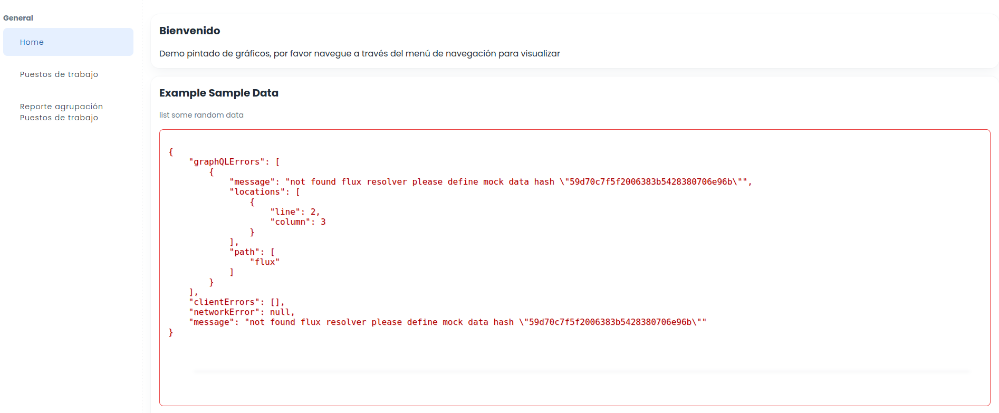 General
Home
Puestos de trabajo
Reporte agrupación
Puestos de trabajo
Bienvenido
Demo pintado de gráficos, por favor navegue a través del menú de navegación para visualizar
Example Sample Data
list some random data
{
    "graphQLErrors": [
        {
            "message": "not found flux resolver please define mock data hash \"59d70c7f5f2006383b5428380706e96b\"",
            "locations": [
                {
                    "line": 2,
                    "column": 3
                }
            ],
            "path": [
                "flux"
            ]
        }
    ],
    "clientErrors": [],
    "networkError": null,
    "message": "not found flux resolver please define mock data hash \"59d70c7f5f2006383b5428380706e96b\""
}